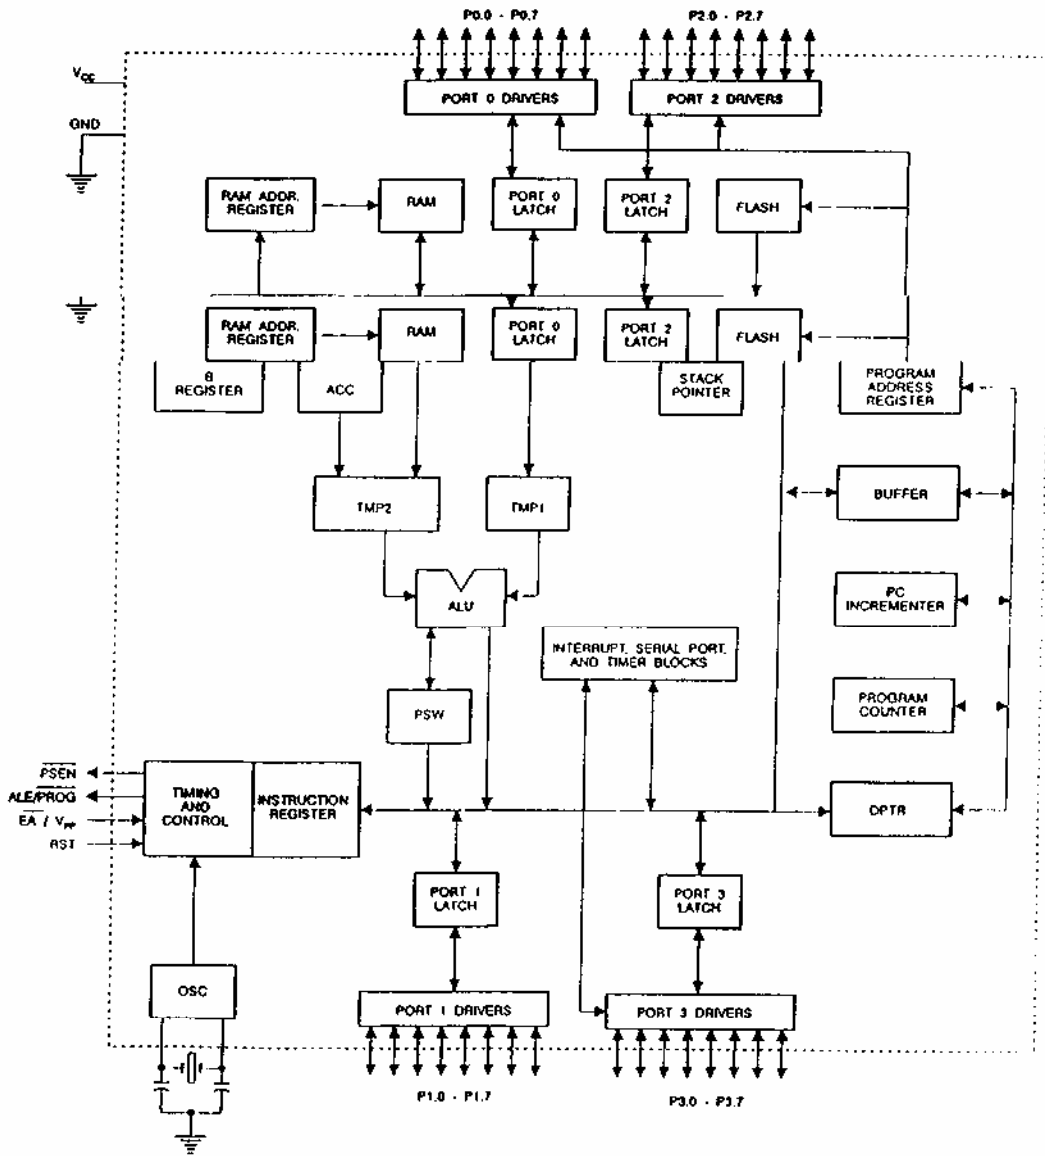 P0.0 - P0.7
P2.0 - P2.7
VCC
PORT 0 DRIVERS
PORT 2 DRIVERS
GND
RAM ADDR.
REGISTER
RAM
PORT 0
LATCH
PORT 2
LATCH
FLASH
RAM ADDR.
REGISTER
RAM
PORT 0
LATCH
PORT 2
LATCH
FLASH
B
REGISTER
ACC
STACK
POINTER
PROGRAM
ADDRESS
REGISTER
TMP2
TMP1
BUFFER
ALU
PC
INCREMENTER
INTERRUPT, SERIAL PORT,
AND TIMER BLOCKS
PSW
PROGRAM
COUNTER
PSEN
ALE/PROG
EA / VPP
RST
TIMING
AND
CONTROL
INSTRUCTION
REGISTER
DPTR
PORT 1
LATCH
PORT 3
LATCH
OSC
PORT 1 DRIVERS
PORT 3 DRIVERS
P1.0 - P1.7
P3.0 - P3.7